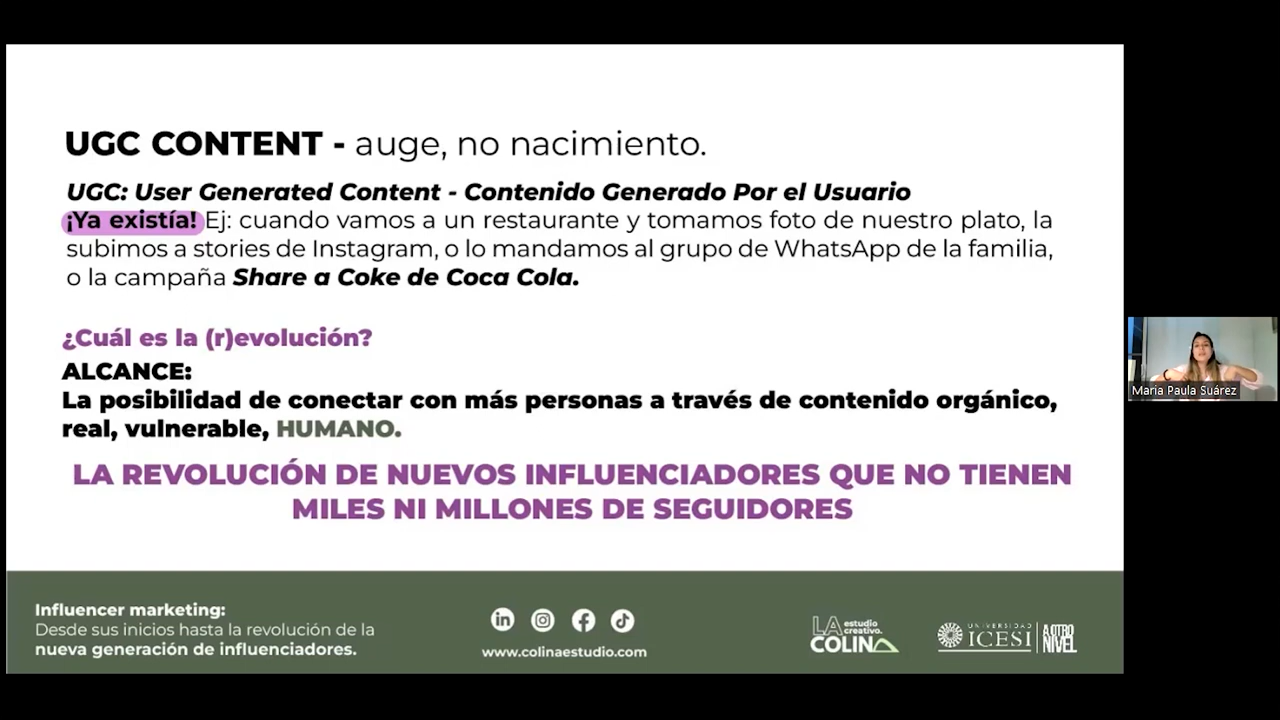 UGC CONTENT - auge, no nacimiento.
UGC: User Generated Content - Contenido Generado Por el Usuario
¡Ya existía! Ej: cuando vamos a un restaurante y tomamos foto de nuestro plato, la
subimos a stories de Instagram, o lo mandamos al grupo de WhatsApp de la familia,
o la campaña Share a Coke de Coca Cola.
¿Cuál es la (r)evolución?
ALCANCE:
La posibilidad de conectar con más personas a través de contenido orgánico,
real, vulnerable, HUMANO.
LA REVOLUCIÓN DE NUEVOS INFLUENCIADORES QUE NO TIENEN
MILES NI MILLONES DE SEGUIDORES
Maria Paula Suárez
Influencer marketing:
Desde sus inicios hasta la revolución de la
nueva generación de influenciadores.
in
www.colinaestudio.com
LA estudio
creativo.
COLINA
UNIVERSIDAD
ICESI
A OTRO
NIVEL